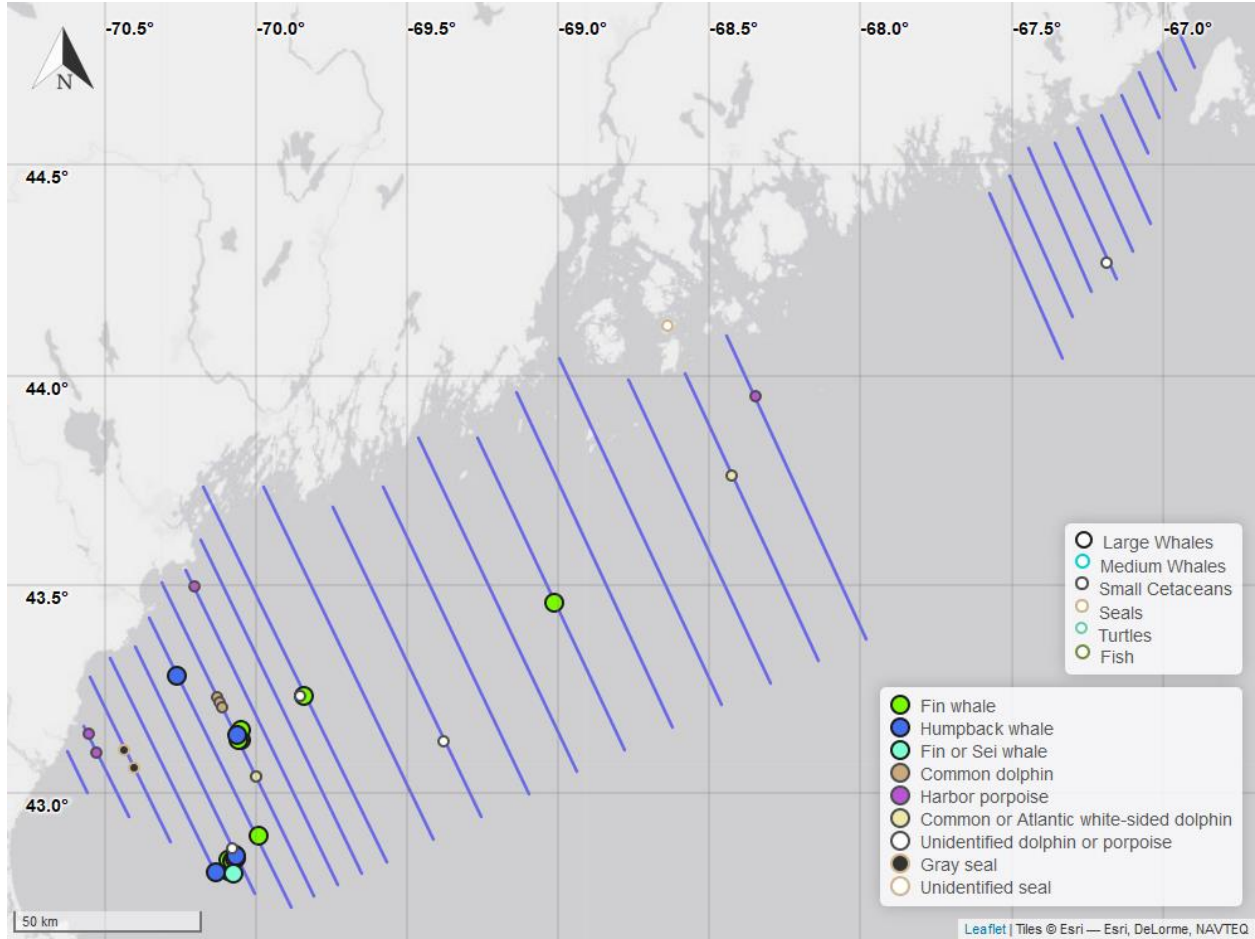 -70.5° -70.0° -69.5° -69.0° -68.5° -68.0° -67.5° -67.0°
N
44.5°
44.0°
43.5°
43.0°
Large Whales
Medium Whales
Small Cetaceans
Seals
Turtles
Fish
Fin whale
Humpback whale
Fin or Sei whale
Common dolphin
Harbor porpoise
Common or Atlantic white-sided dolphin
Unidentified dolphin or porpoise
Gray seal
Unidentified seal
50 km
Leaflet | Tiles © Esri — Esri, DeLorme, NAVTEQ